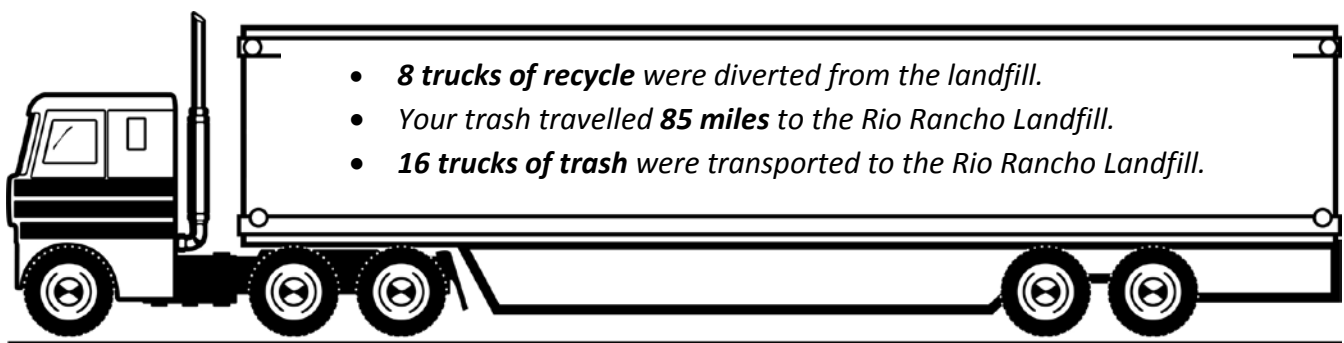 • 8 trucks of recycle were diverted from the landfill.
• Your trash travelled 85 miles to the Rio Rancho Landfill.
• 16 trucks of trash were transported to the Rio Rancho Landfill.